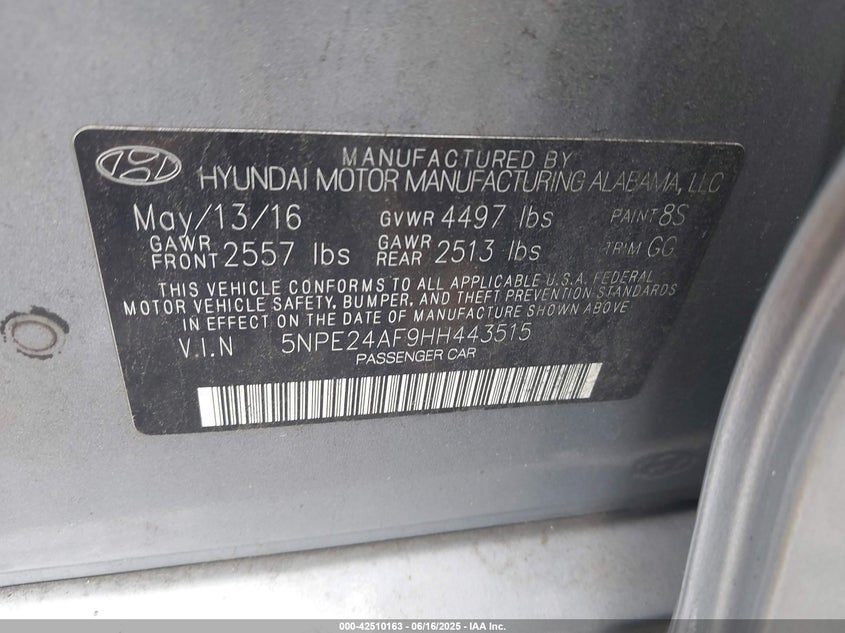 MANUFACTURED BY
HYUNDAI MOTOR MANUFACTURING ALABAMA, LLC
May/13/16 GVWR 4497 lbs PAINT 8S
GAWR FRONT 2557 lbs GAWR REAR 2513 lbs TRIM GG
THIS VEHICLE CONFORMS TO ALL APPLICABLE U.S.A. FEDERAL
MOTOR VEHICLE SAFETY, BUMPER, AND THEFT PREVENTION STANDARDS
IN EFFECT ON THE DATE OF MANUFACTURE SHOWN ABOVE
V.I.N 5NPE24AF9HH443515
PASSENGER CAR
000-42510163 - 06/16/2025 - IAA Inc.